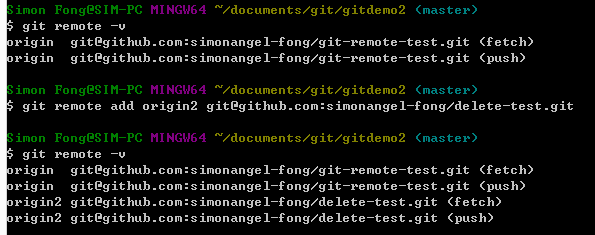 Simon Fong@SIM-PC MINGW64 ~/documents/git/gitdemo2 (master)
$ git remote -v
origin  git@github.com:simonangel-fong/git-remote-test.git (fetch)
origin  git@github.com:simonangel-fong/git-remote-test.git (push)

Simon Fong@SIM-PC MINGW64 ~/documents/git/gitdemo2 (master)
$ git remote add origin2 git@github.com:simonangel-fong/delete-test.git

Simon Fong@SIM-PC MINGW64 ~/documents/git/gitdemo2 (master)
$ git remote -v
origin  git@github.com:simonangel-fong/git-remote-test.git (fetch)
origin  git@github.com:simonangel-fong/git-remote-test.git (push)
origin2 git@github.com:simonangel-fong/delete-test.git (fetch)
origin2 git@github.com:simonangel-fong/delete-test.git (push)